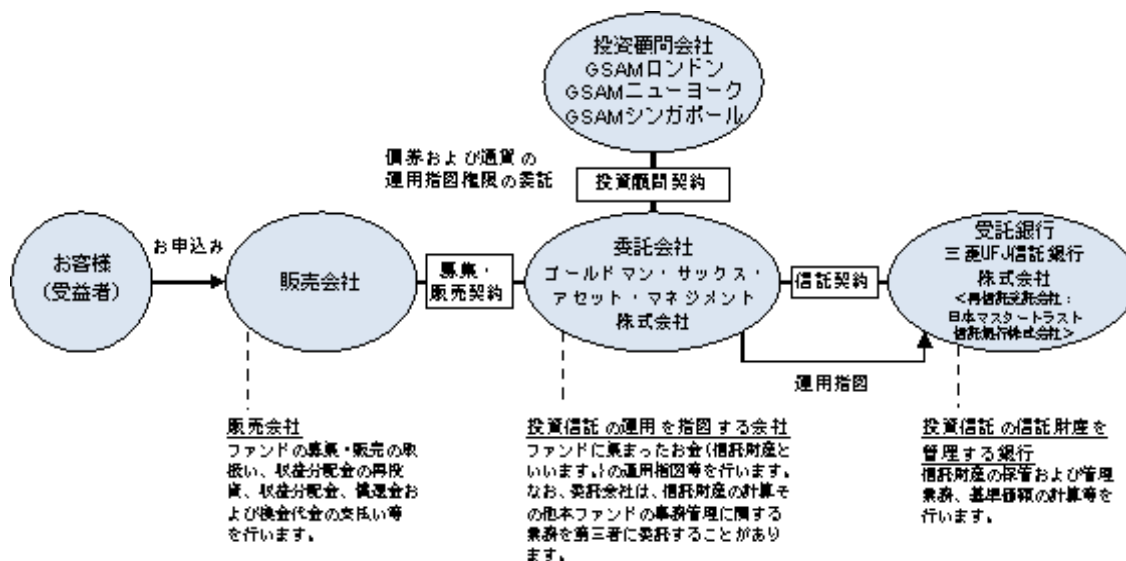 投資顧問会社
GSAMロンドン
GSAMニューヨーク
GSAMシンガポール
債券および通貨の
運用指図権限の委託
投資顧問契約
お客様
(受益者)
お申込み
販売会社
募集・
販売契約
委託会社
ゴールドマン・サックス・
アセット・マネジメント
株式会社
信託契約
受託銀行
三菱UFJ信託銀行
株式会社
<再信託受託会社:
日本マスタートラスト
信託銀行株式会社>
運用指図
販売会社
ファンドの募集・販売の取
扱い、収益分配金の再投
資、収益分配金、償還金お
よび換金代金の支払い等
を行います。
投資信託の運用を指図する会社
ファンドに集まったお金(信託財産と
いいます。)の運用指図等を行います。
なお、委託会社は、信託財産の計算そ
の他本ファンドの事務管理に関する
業務を第三者に委託することがあり
ます。
投資信託の信託財産を
管理する銀行
信託財産の保管および管理
業務、基準価額の計算等を
行います。